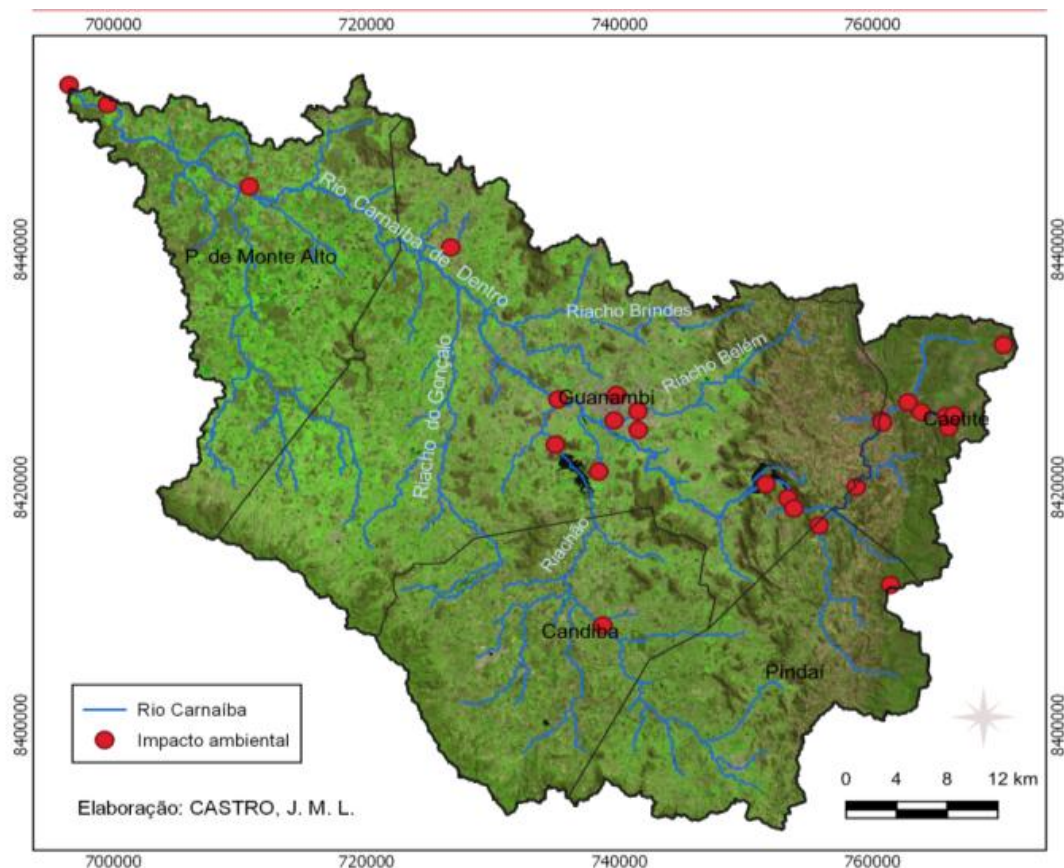 700000 720000 740000 760000
8440000 8440000
P. de Monte Alto
Rio Carnaíba de Dentro
Riacho Brindes
Riacho Belém
Riacho do Gonçalo
Guanambi
Caetité
8420000 8420000
Riachão
Candiba
Pindaí
8400000 8400000
Rio Carnaíba
Impacto ambiental
0 4 8 12 km
Elaboração: CASTRO, J. M. L.
700000 720000 740000 760000